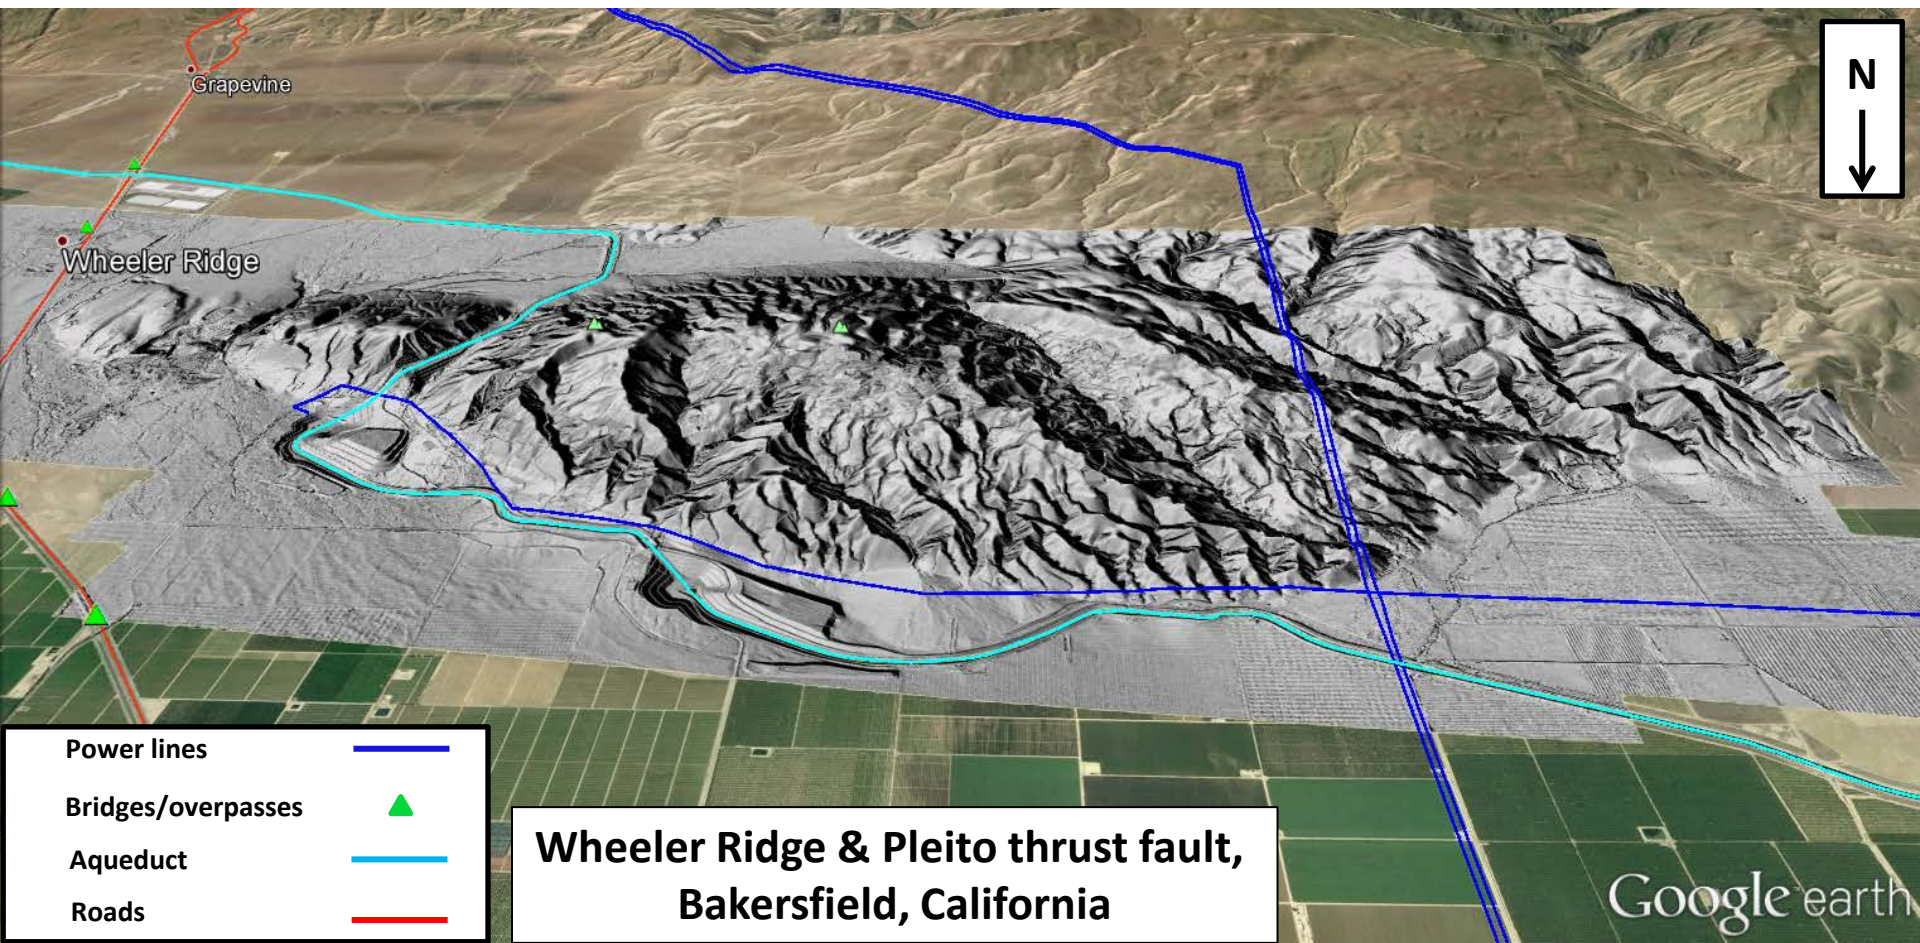 N
Grapevine
Wheeler Ridge
Power lines
Bridges/overpasses
Aqueduct
Roads
Wheeler Ridge & Pleito thrust fault,
Bakersfield, California
Google earth